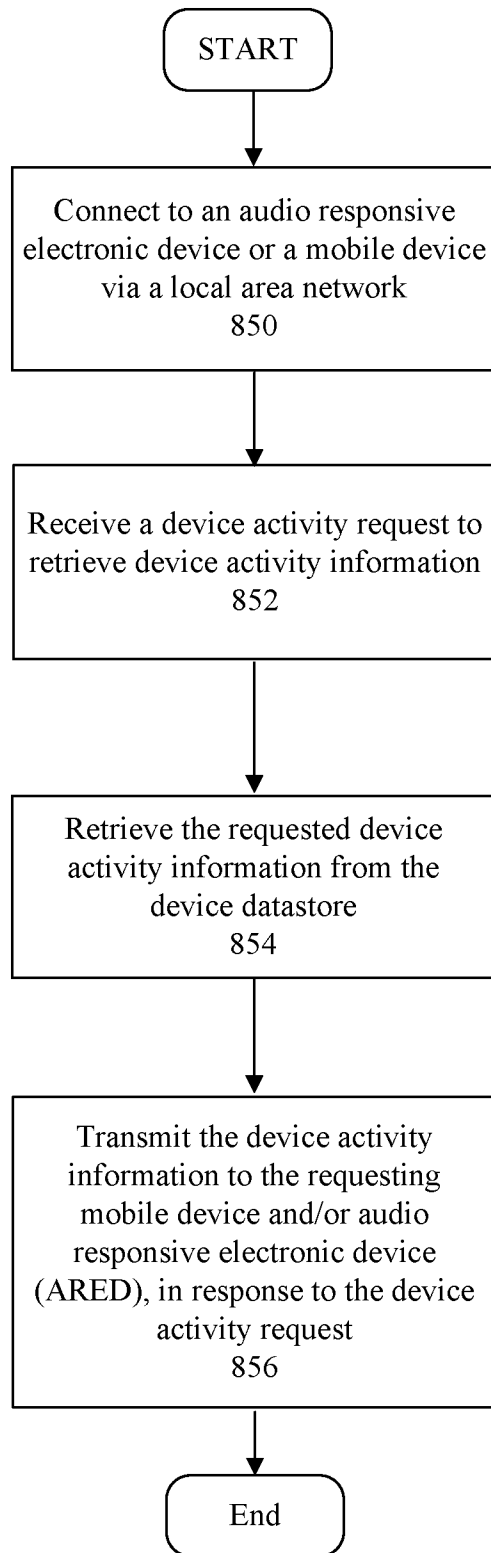 START
Connect to an audio responsive
electronic device or a mobile device
via a local area network
850
Receive a device activity request to
retrieve device activity information
852
Retrieve the requested device
activity information from the
device datastore
854
Transmit the device activity
information to the requesting
mobile device and/or audio
responsive electronic device
(ARED), in response to the device
activity request
856
End